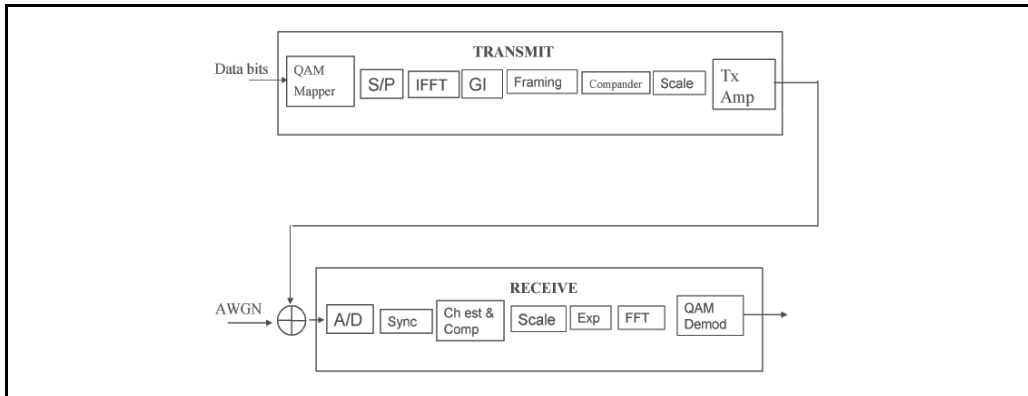 TRANSMIT
Data bits
QAM
Mapper
S/P
IFFT
GI
Framing
Compander
Scale
Tx
Amp
RECEIVE
AWGN
A/D
Sync
Ch est &
Comp
Scale
Exp
FFT
QAM
Demod